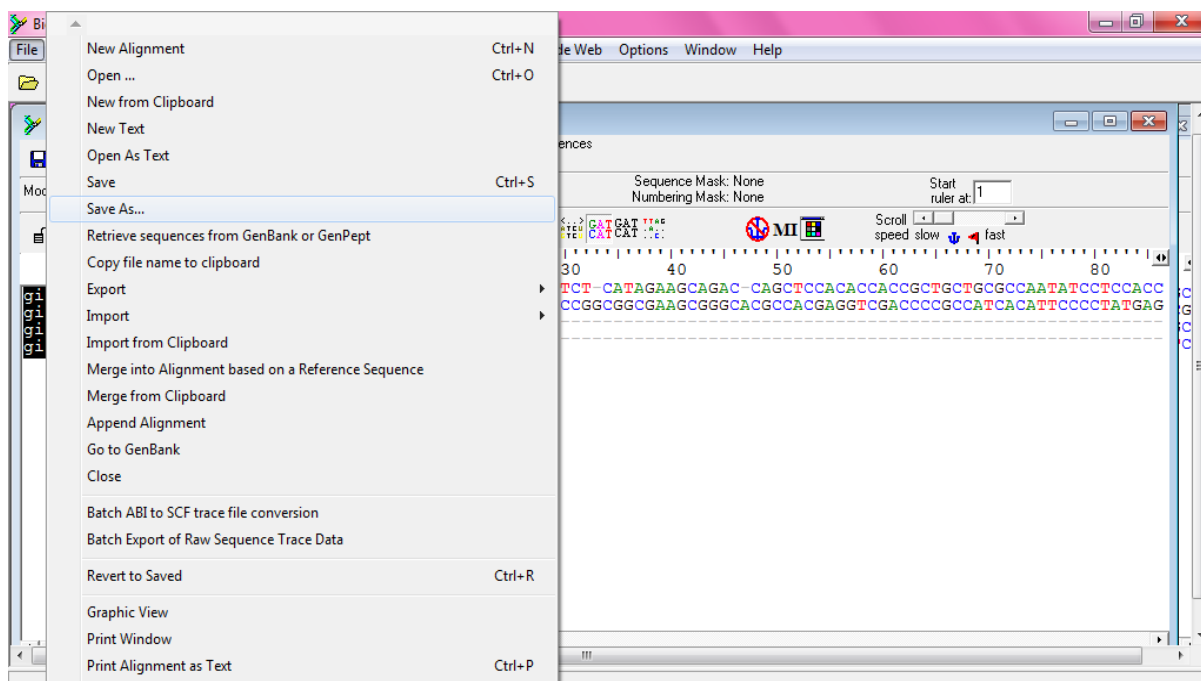 Bi
File
de Web Options Window Help
New Alignment Ctrl+N
Open ... Ctrl+O
New from Clipboard
New Text
Open As Text
Save Ctrl+S
Save As...
Retrieve sequences from GenBank or GenPept
Copy file name to clipboard
Export
Import
Import from Clipboard
Merge into Alignment based on a Reference Sequence
Merge from Clipboard
Append Alignment
Go to GenBank
Close
Batch ABI to SCF trace file conversion
Batch Export of Raw Sequence Trace Data
Revert to Saved Ctrl+R
Graphic View
Print Window
Print Alignment as Text Ctrl+P
ences
Mod
Sequence Mask: None
Numbering Mask: None
Start
ruler at: 1
GAT GAT
CAT CAT
MI
Scroll
speed slow fast
30 40 50 60 70 80
TCT-CATAGAAGCAGAC-CAGCTCCACACCACCGCTGCTGCGCCAATATCCTCCACC
CCGGCGGCGAAGCGGGCACGCCACGAGGTCGACCCCGCCATCACATTCCCCTATGAG
gi
gi
gi
gi